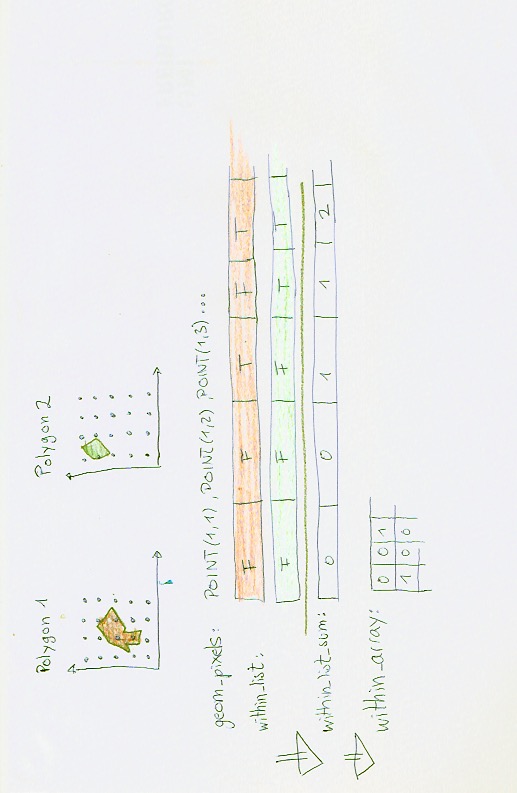 Polygon 1
Polygon 2
geom_pixels: POINT(1,1), POINT(1,2), POINT(1,3) ...
within_list: F F T F T
F F F T T
within_list_sum: 0 0 1 1 2
within_array: 0 0 1
1 0 0